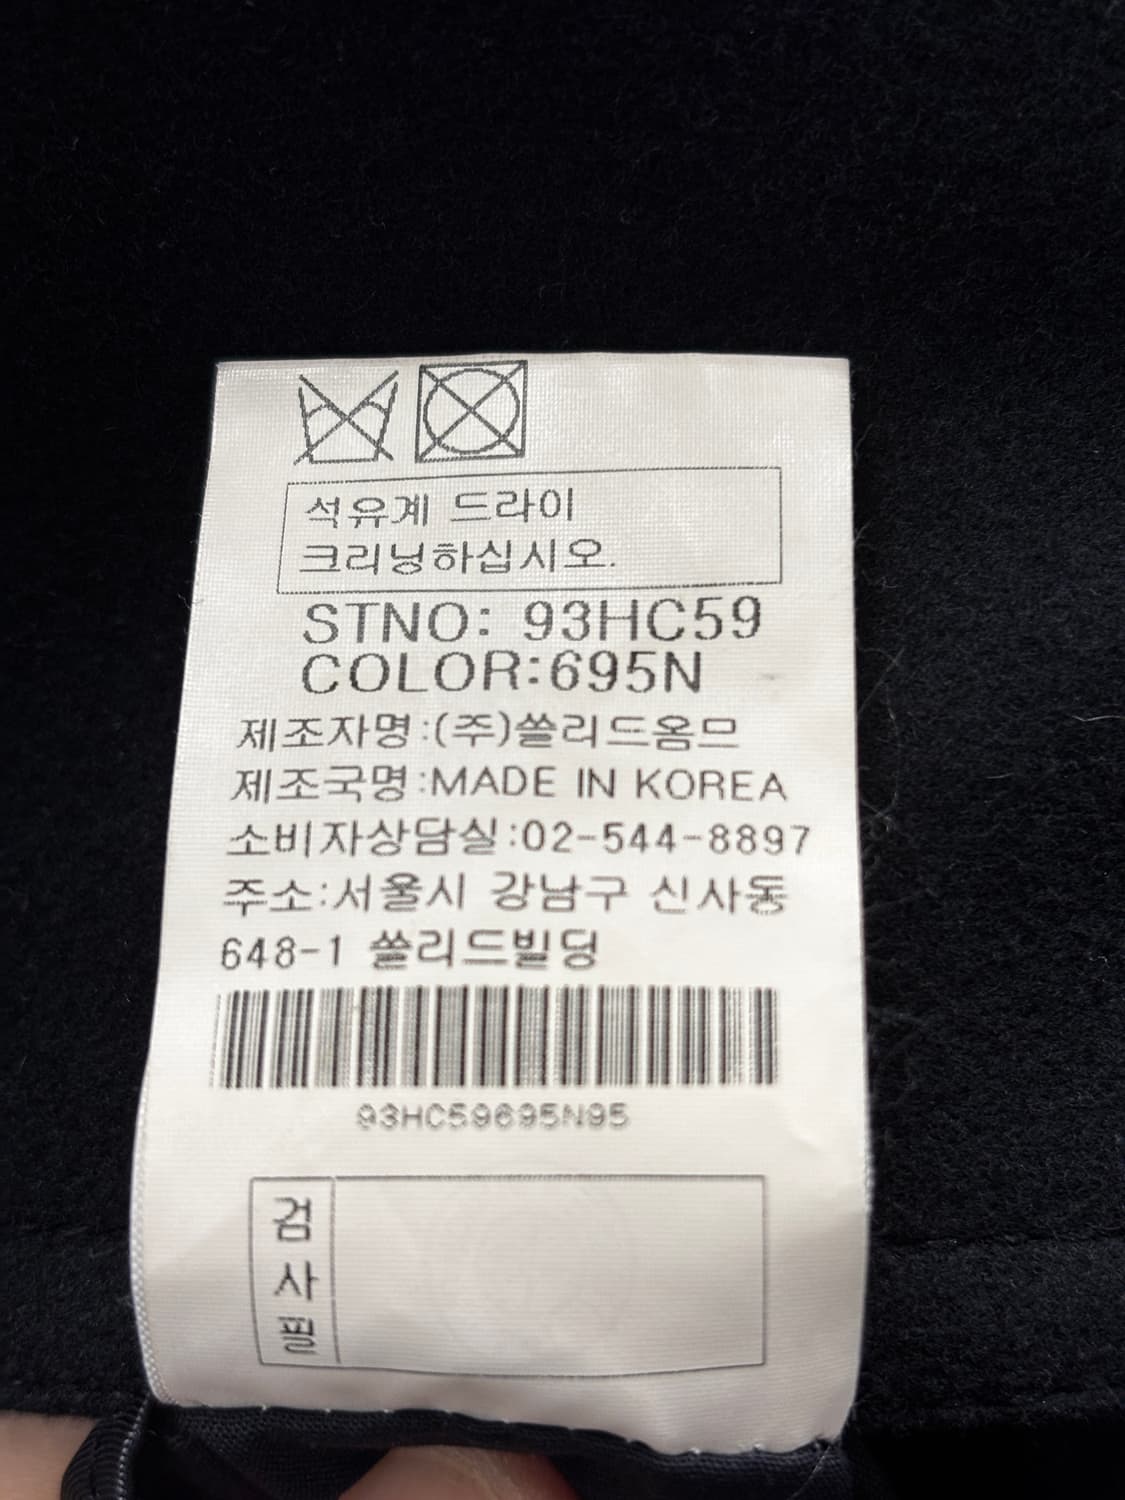 석유계 드라이
크리닝하십시오.
STNO: 93HC59
COLOR:695N
제조자명:(주)쏠리드옴므
제조국명:MADE IN KOREA
소비자상담실:02-544-8897
주소:서울시 강남구 신사동
648-1 쏠리드빌딩
93HC59695N95
검
사
필